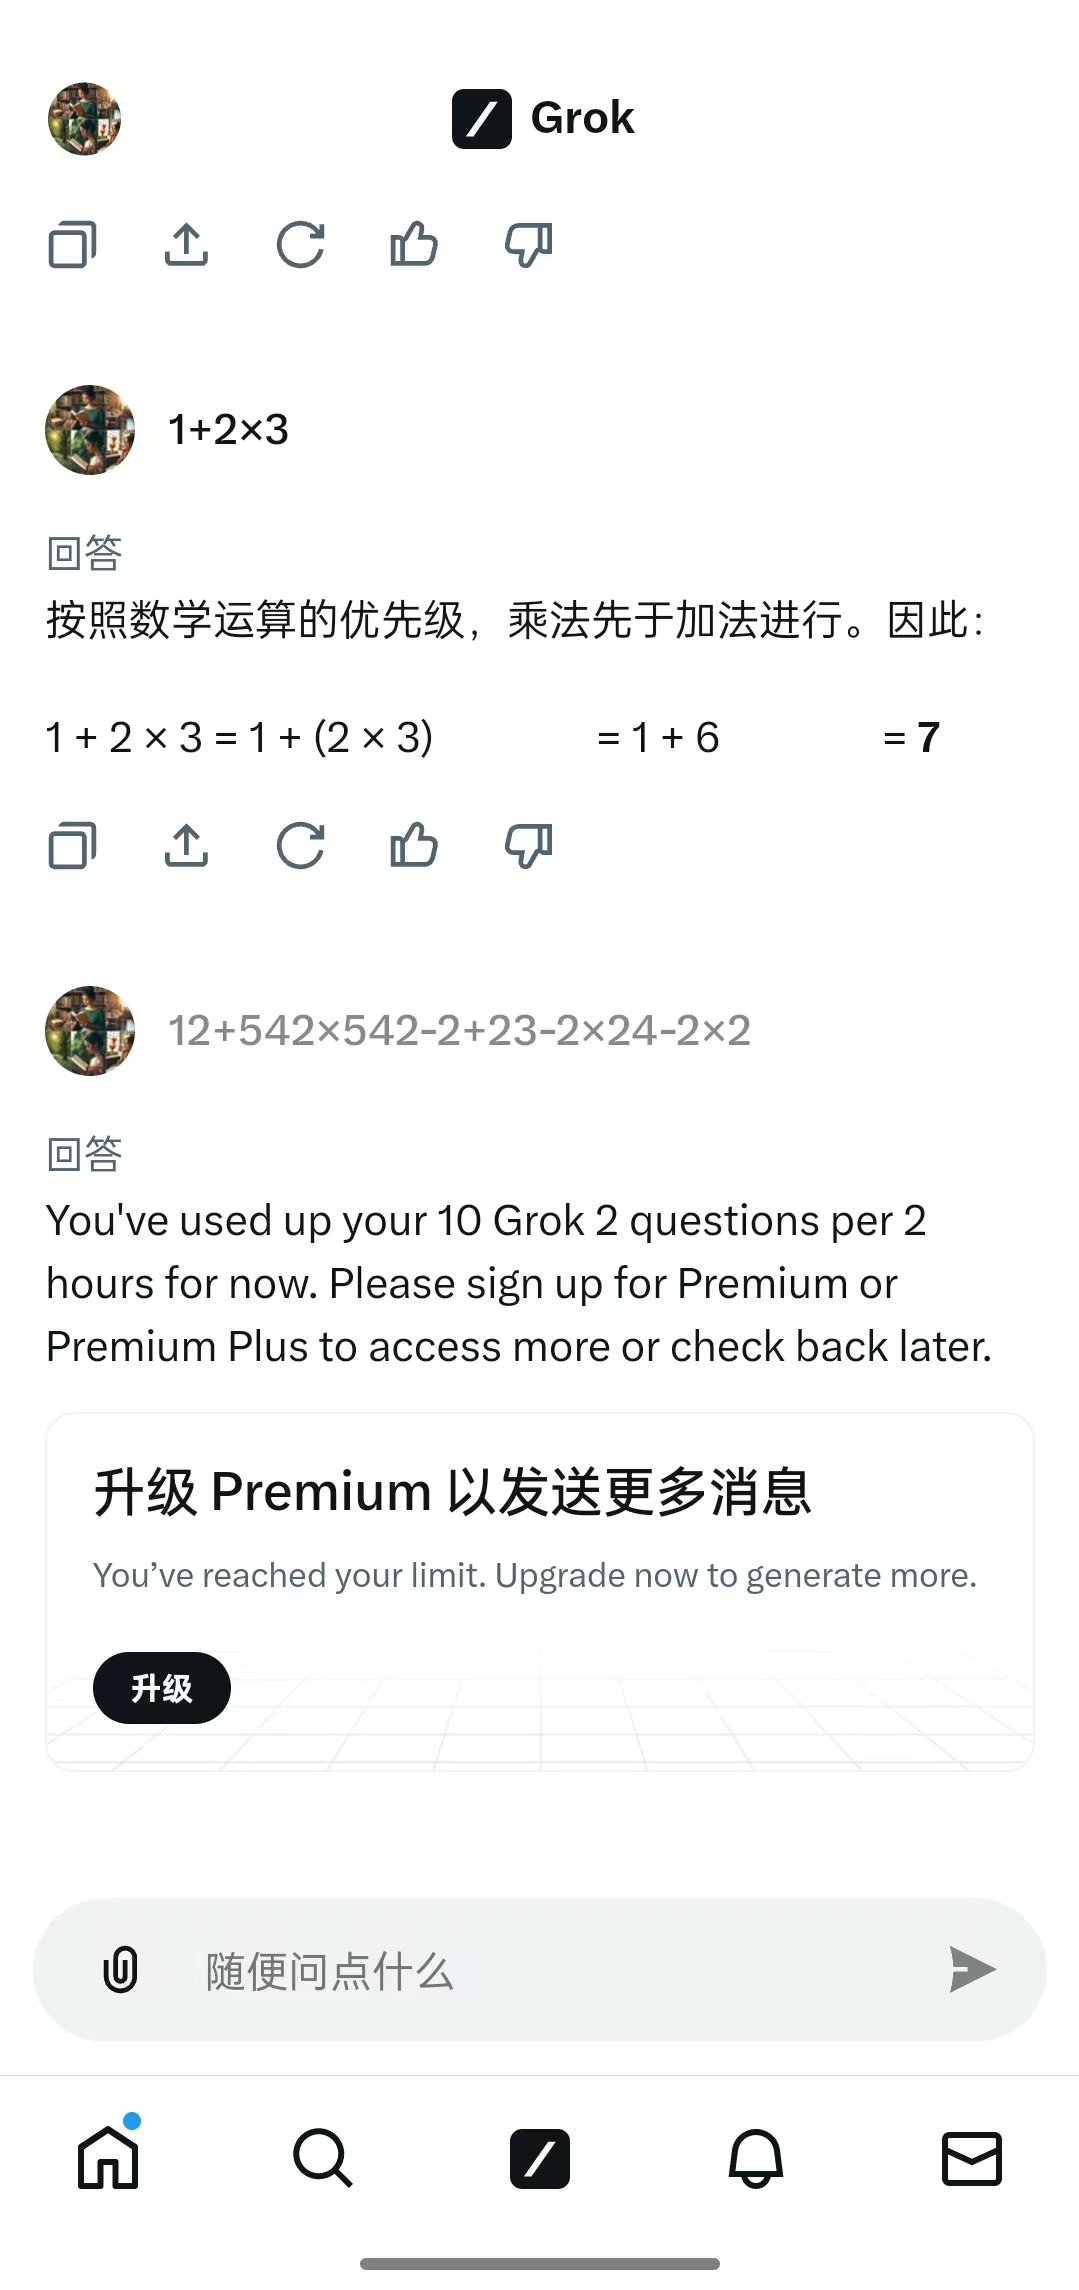 Grok
1+2×3
回答
按照数学运算的优先级，乘法先于加法进行。因此：
1 + 2 × 3 = 1 + (2 × 3) = 1 + 6 = 7
12+542×542-2+23-2×24-2×2
回答
You've used up your 10 Grok 2 questions per 2
hours for now. Please sign up for Premium or
Premium Plus to access more or check back later.
升级 Premium 以发送更多消息
You’ve reached your limit. Upgrade now to generate more.
升级
随便问点什么